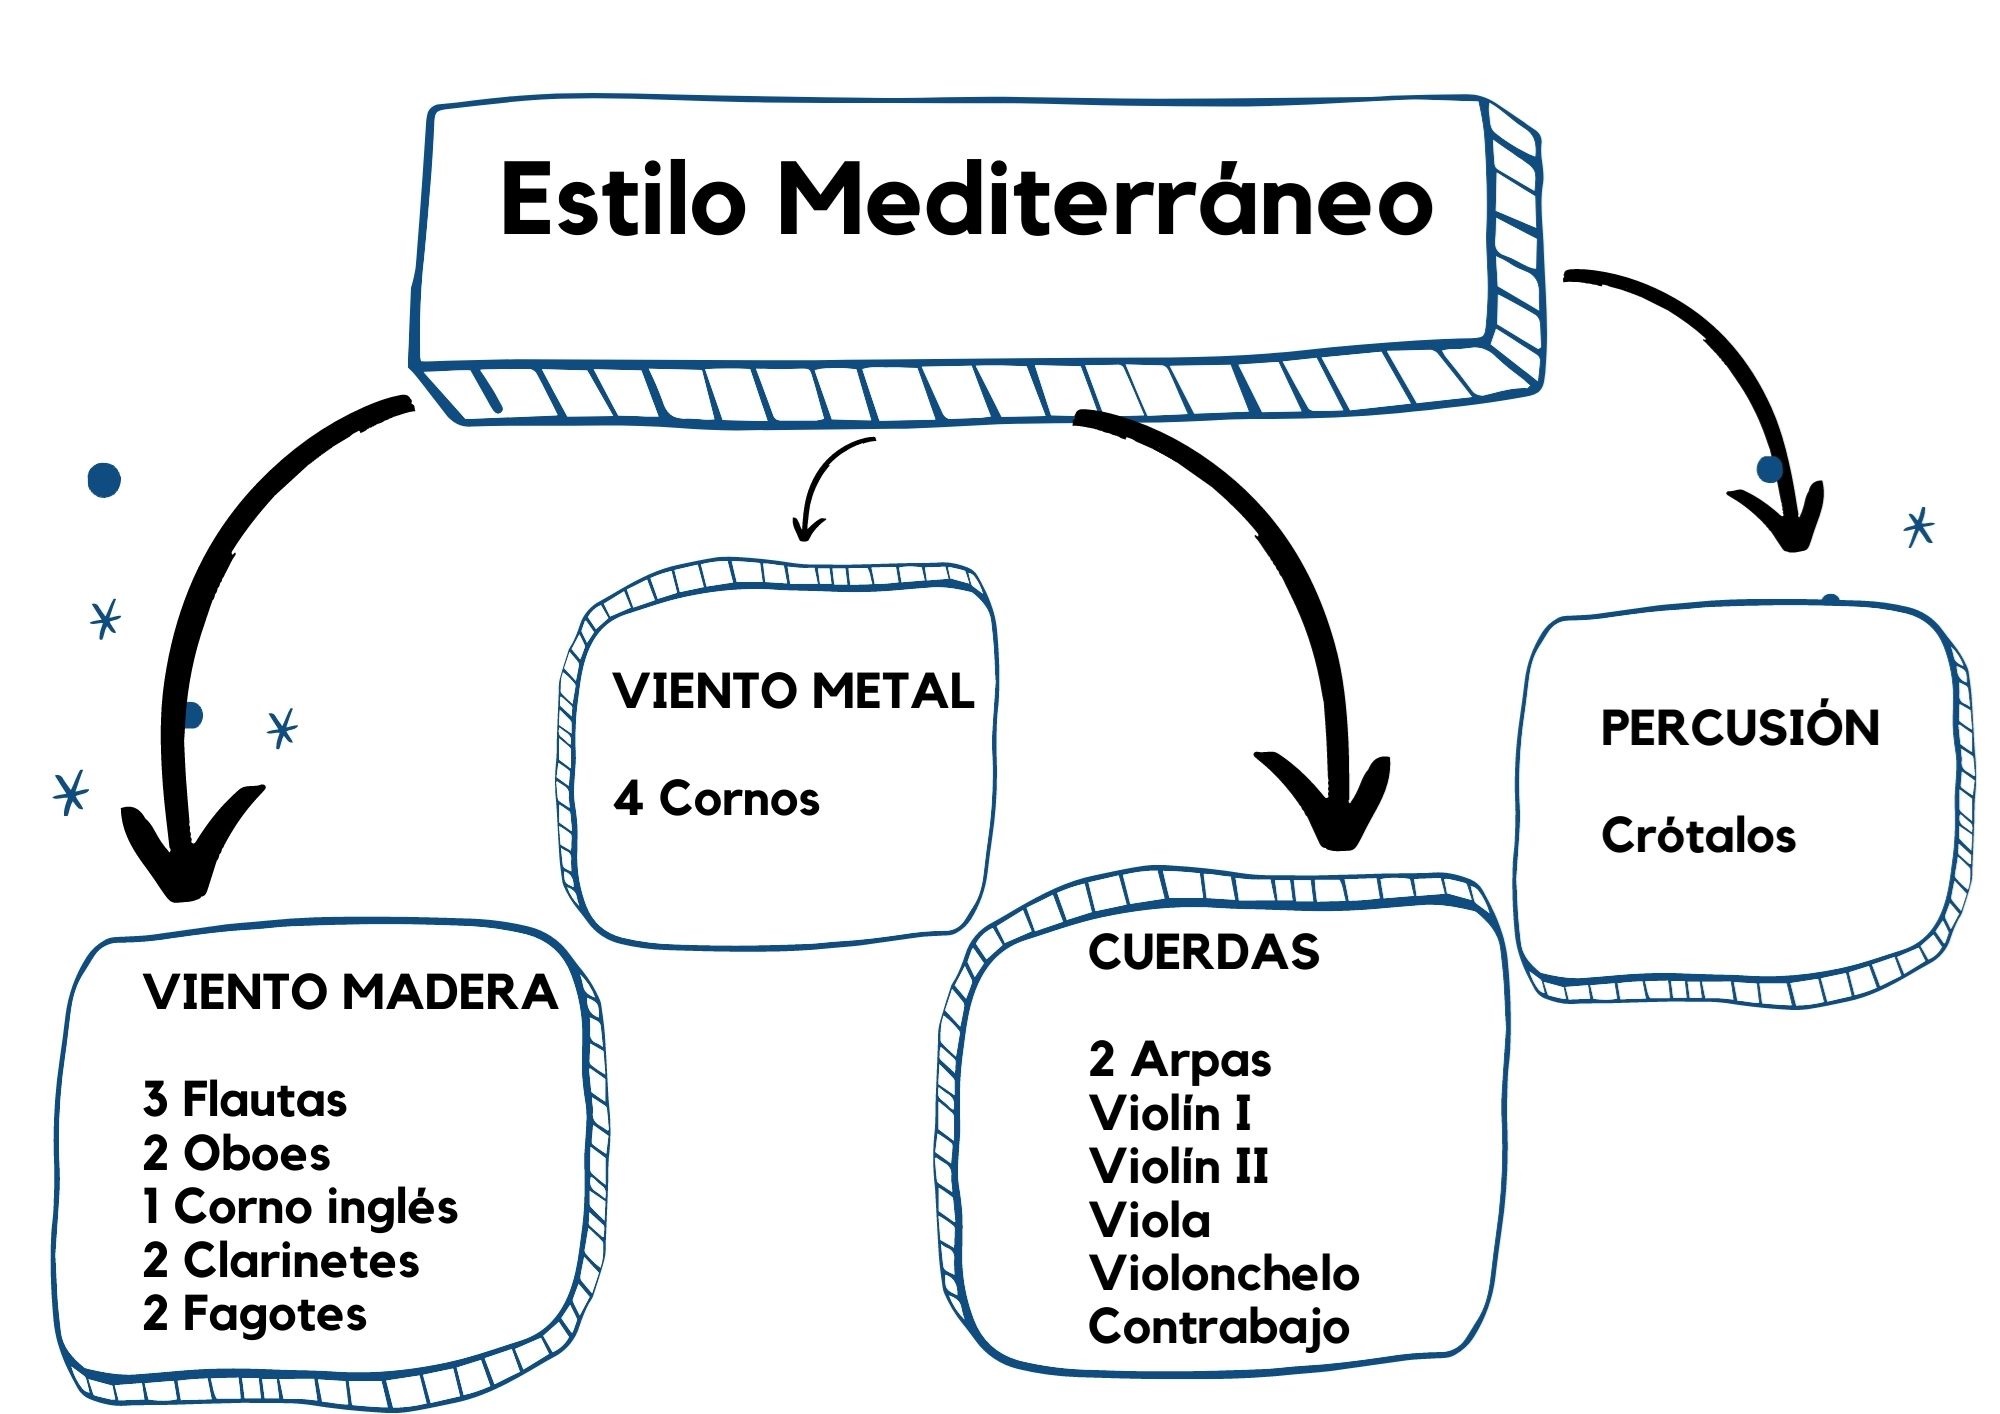 Estilo Mediterráneo
VIENTO METAL
4 Cornos
PERCUSIÓN
Crótalos
VIENTO MADERA
3 Flautas
2 Oboes
1 Corno inglés
2 Clarinetes
2 Fagotes
CUERDAS
2 Arpas
Violín I
Violín II
Viola
Violonchelo
Contrabajo